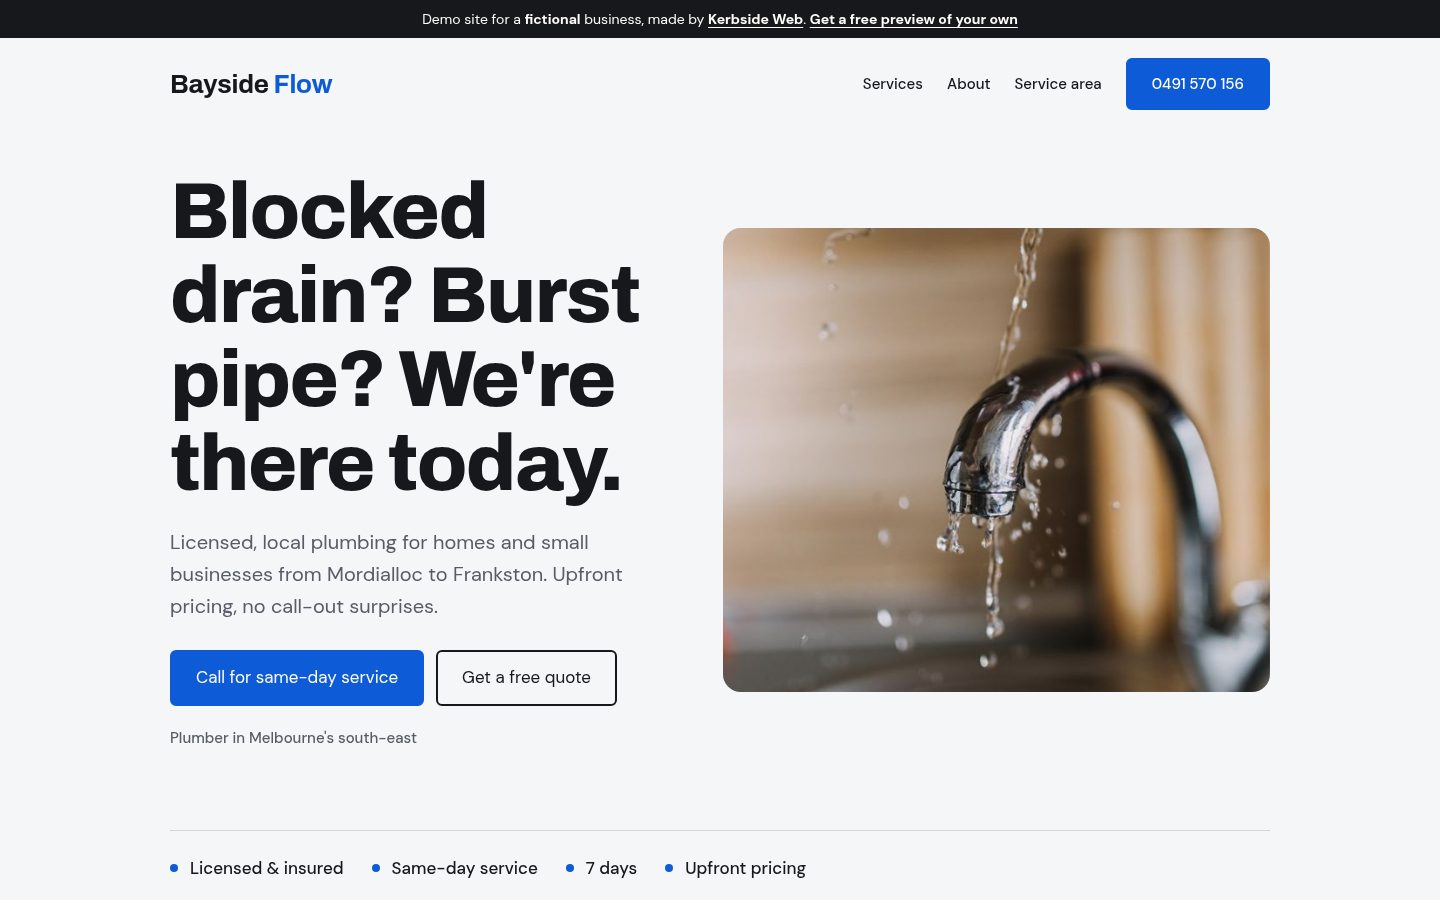 Demo site for a fictional business, made by Kerbside Web. Get a free preview of your own
Bayside Flow
Services
About
Service area
0491 570 156
Blocked
drain? Burst
pipe? We're
there today.
Licensed, local plumbing for homes and small
businesses from Mordialloc to Frankston. Upfront
pricing, no call-out surprises.
Call for same-day service
Get a free quote
Plumber in Melbourne's south-east
Licensed & insured
Same-day service
7 days
Upfront pricing